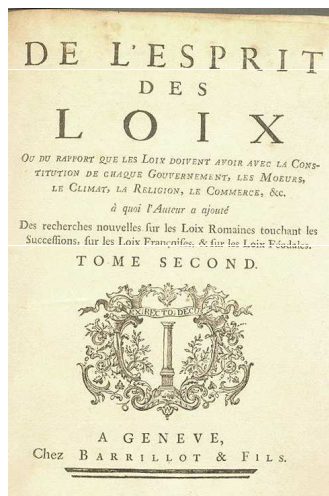 DE L'ESPRIT
DES
LOIX
OU DU RAPPORT QUE LES LOIX DOIVENT AVOIR AVEC LA CONS-
TITUTION DE CHAQUE GOUVERNEMENT, LES MOEURS,
LE CLIMAT, LA RELIGION, LE COMMERCE, &c.
à quoi l'Auteur a ajouté
Des recherches nouvelles sur les Loix Romaines touchant les
Successions, sur les Loix Françoises, & sur les Loix Féodales.
TOME SECOND.
A GENEVE,
Chez BARRILLOT & FILS.